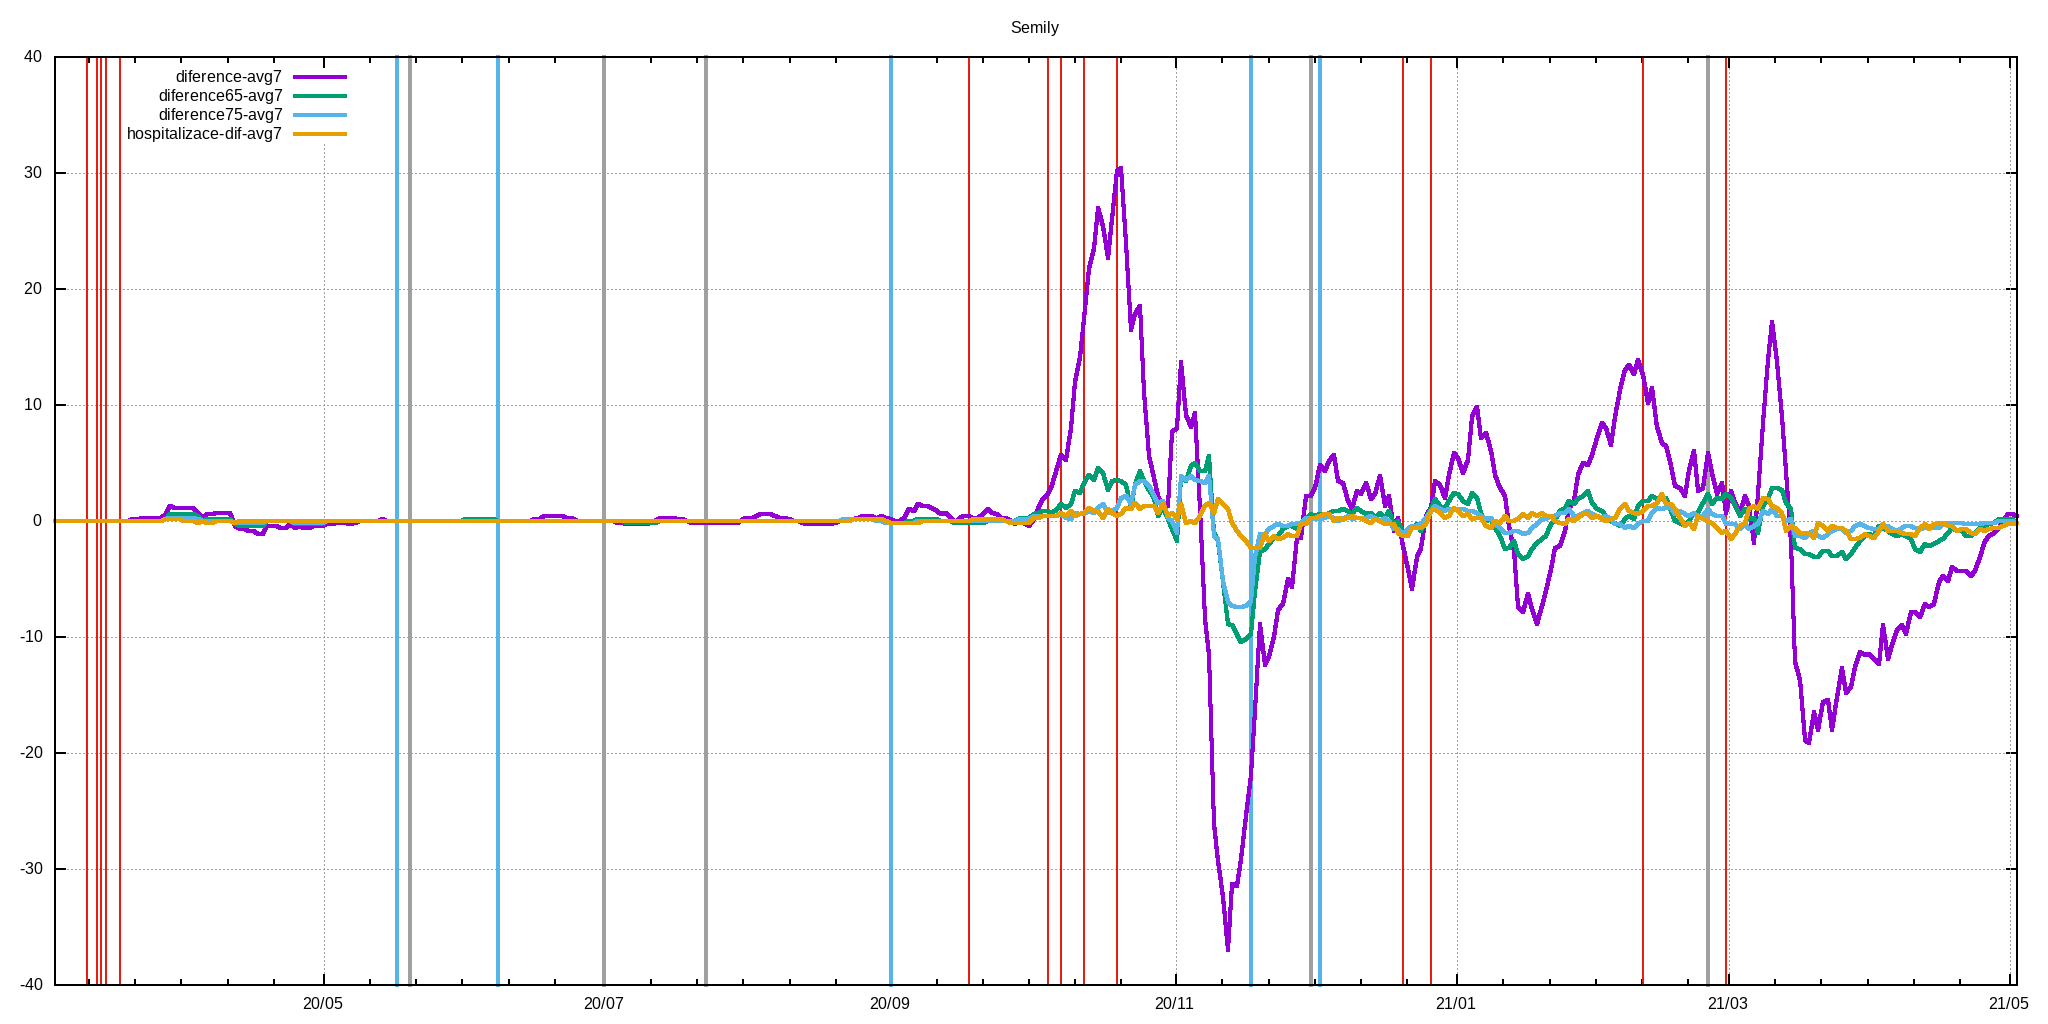 Semily
40
diference-avg7
diference65-avg7
diference75-avg7
hospitalizace-dif-avg7
30
20
10
0
-10
-20
-30
-40
20/05 20/07 20/09 20/11 21/01 21/03 21/05